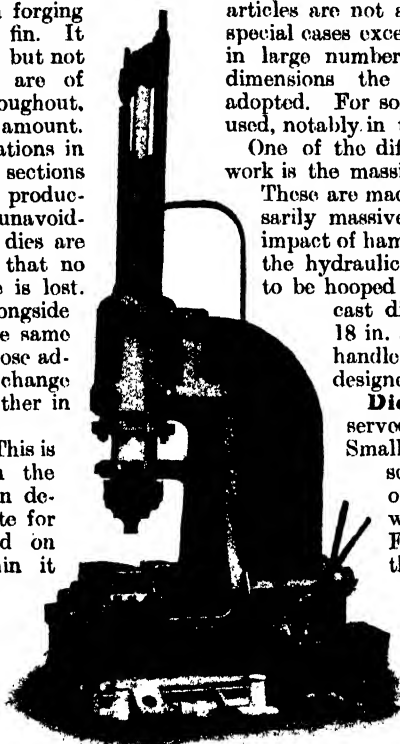 forging
fin. It
but not
are of
oughout,
amount.
ations in
sections
produc-
unavoid-
dies are
that no
is lost.
ongside
e same
ose ad-
change
ther in
This is
the
n de-
te for
d on
in it
articles are not a
special cases exce
in large number
dimensions the
adopted. For so
used, notably in t
One of the dif
work is the massi
These are mad
sarily massive
impact of ham
the hydraulic
to be hooped
cast di
18 in.
handle
designe
Die
serve
Small
sc
o
w
F
th